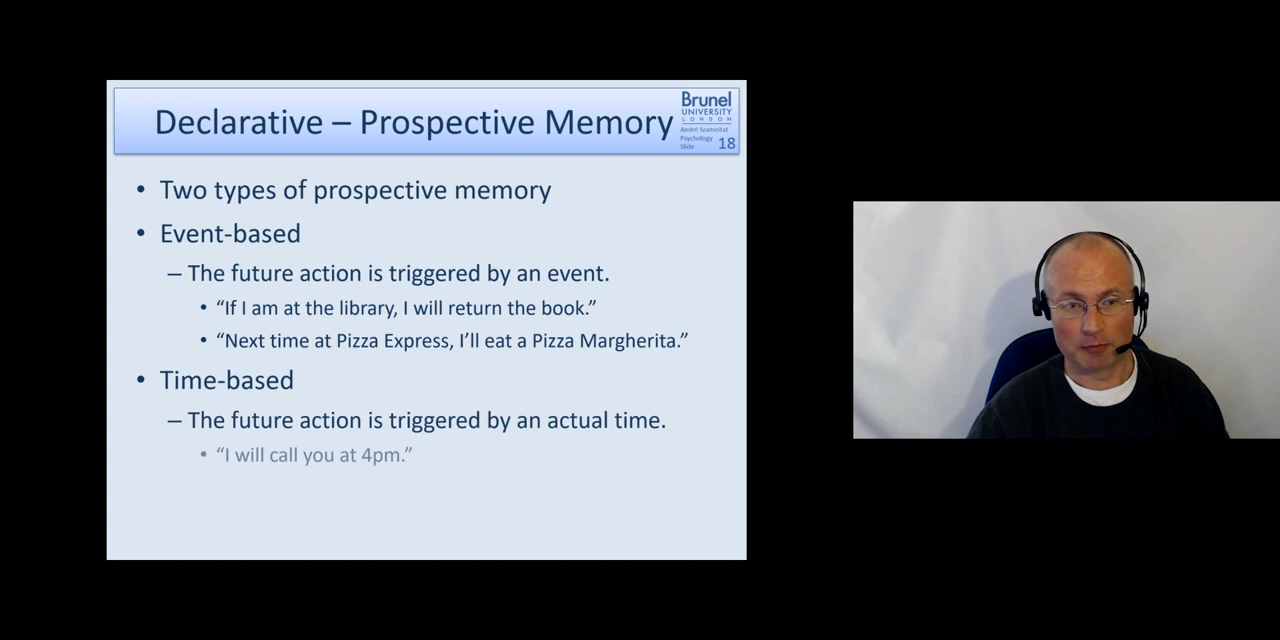 Declarative – Prospective Memory
Brunel
UNIVERSITY
LONDON
André Szameitat
Psychology
Slide 18
• Two types of prospective memory
• Event-based
– The future action is triggered by an event.
• “If I am at the library, I will return the book.”
• “Next time at Pizza Express, I’ll eat a Pizza Margherita.”
• Time-based
– The future action is triggered by an actual time.
• “I will call you at 4pm.”